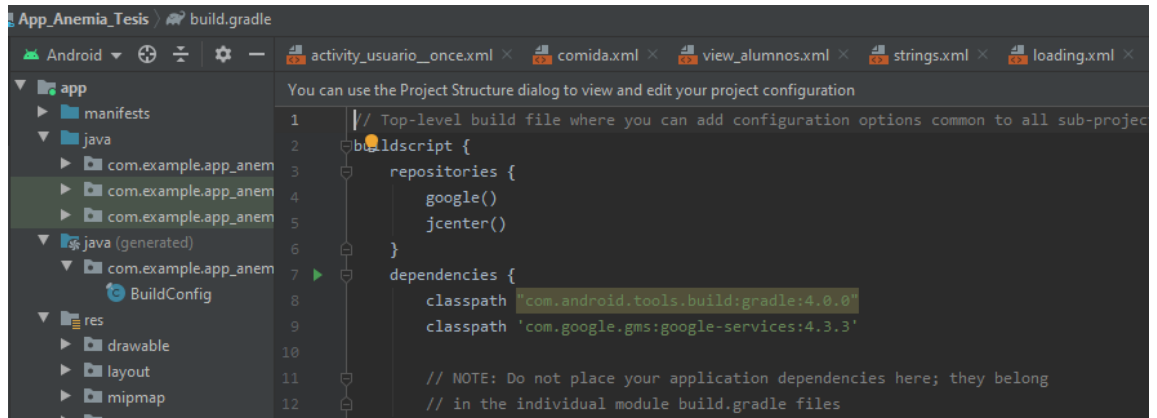 App_Anemia_Tesis
build.gradle
Android
activity_usuario__once.xml
comida.xml
view_alumnos.xml
strings.xml
loading.xml
app
manifests
java
com.example.app_anem
com.example.app_anem
com.example.app_anem
java (generated)
com.example.app_anem
BuildConfig
res
drawable
layout
mipmap
You can use the Project Structure dialog to view and edit your project configuration
1 // Top-level build file where you can add configuration options common to all sub-projec
2 buildscript {
3 repositories {
4 google()
5 jcenter()
6 }
7 dependencies {
8 classpath "com.android.tools.build:gradle:4.0.0"
9 classpath 'com.google.gms:google-services:4.3.3'
10
11 // NOTE: Do not place your application dependencies here; they belong
12 // in the individual module build.gradle files